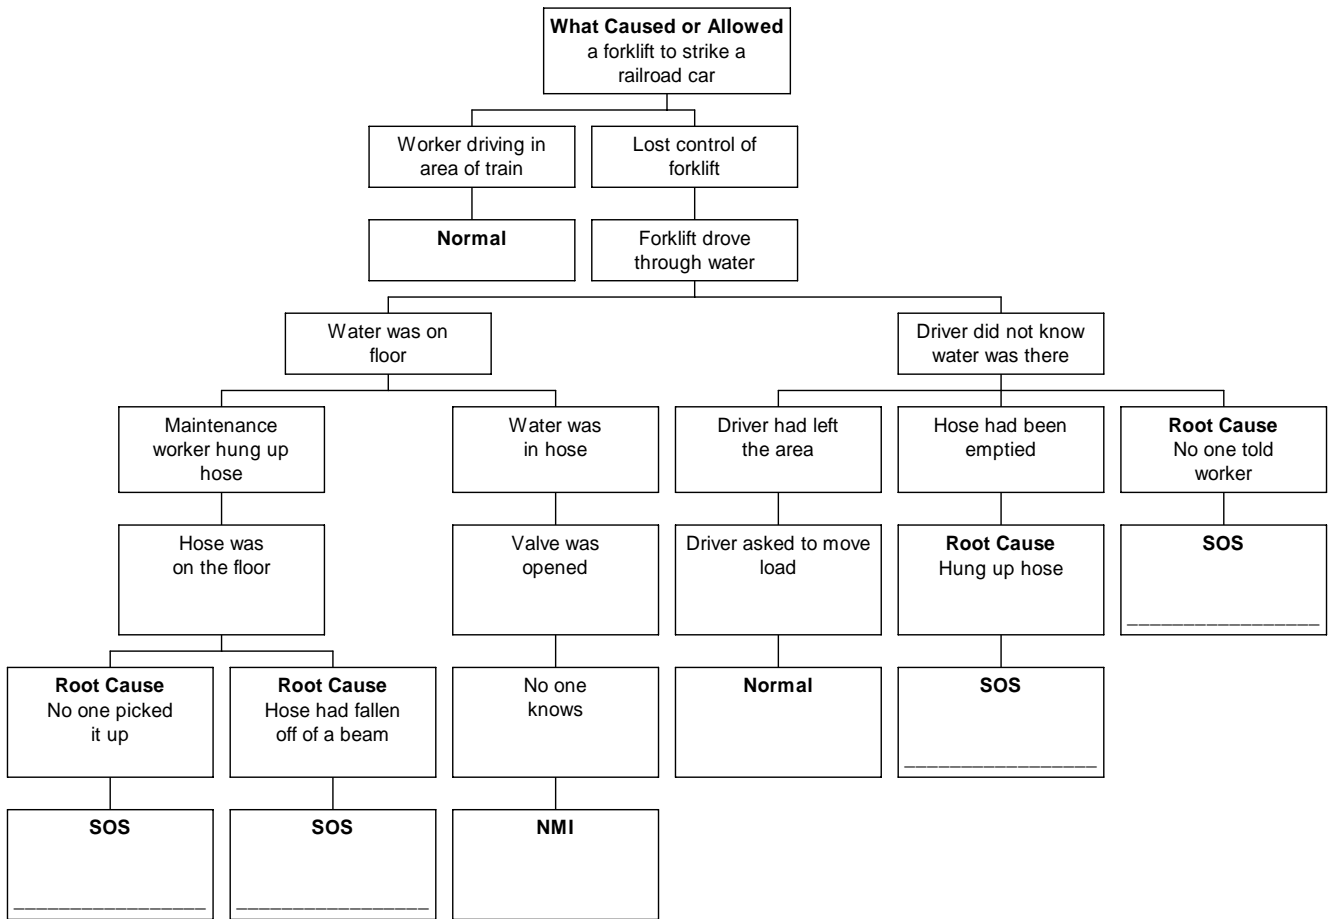 What Caused or Allowed
a forklift to strike a
railroad car
Worker driving in
area of train
Lost control of
forklift
Normal
Forklift drove
through water
Water was on
floor
Driver did not know
water was there
Maintenance
worker hung up
hose
Water was
in hose
Driver had left
the area
Hose had been
emptied
Root Cause
No one told
worker
Hose was
on the floor
Valve was
opened
Driver asked to move
load
Root Cause
Hung up hose
SOS
_________________
Root Cause
No one picked
it up
Root Cause
Hose had fallen
off of a beam
No one
knows
Normal
SOS
_________________
SOS
_________________
SOS
_________________
NMI